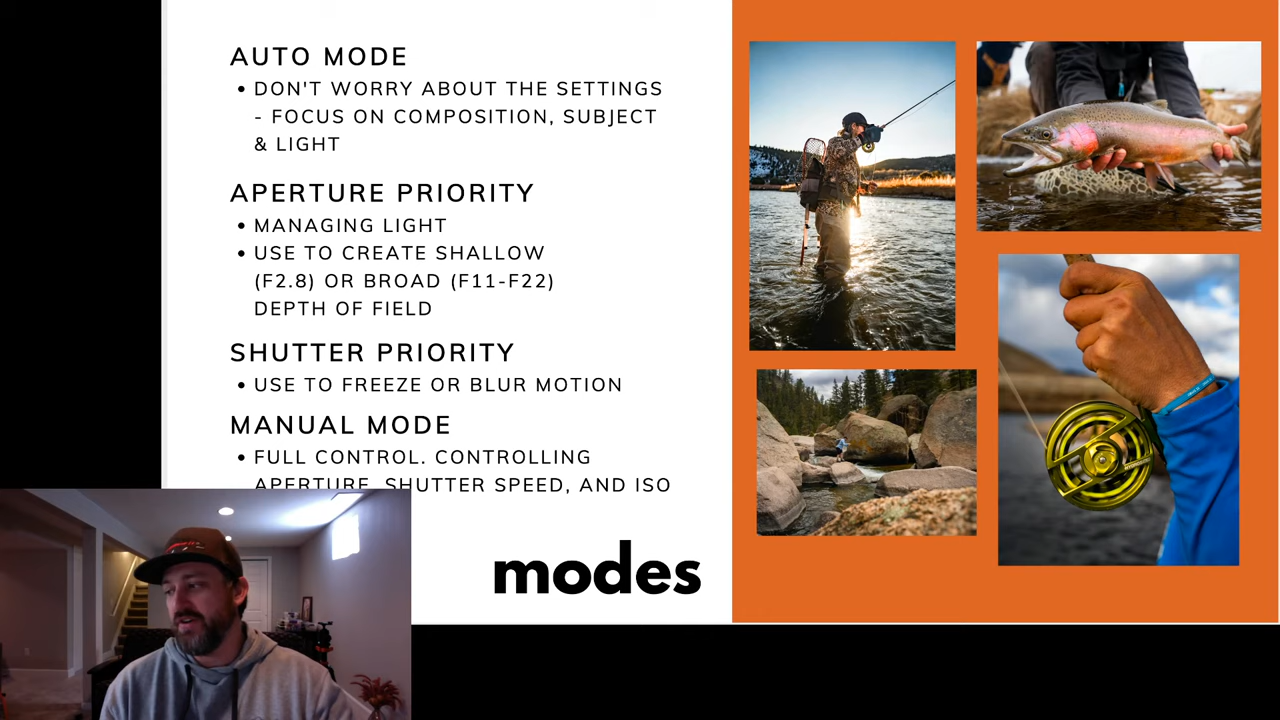 AUTO MODE
• DON'T WORRY ABOUT THE SETTINGS
- FOCUS ON COMPOSITION, SUBJECT
& LIGHT
APERTURE PRIORITY
• MANAGING LIGHT
• USE TO CREATE SHALLOW
(F2.8) OR BROAD (F11-F22)
DEPTH OF FIELD
SHUTTER PRIORITY
• USE TO FREEZE OR BLUR MOTION
MANUAL MODE
• FULL CONTROL. CONTROLLING
APERTURE, SHUTTER SPEED, AND ISO
modes